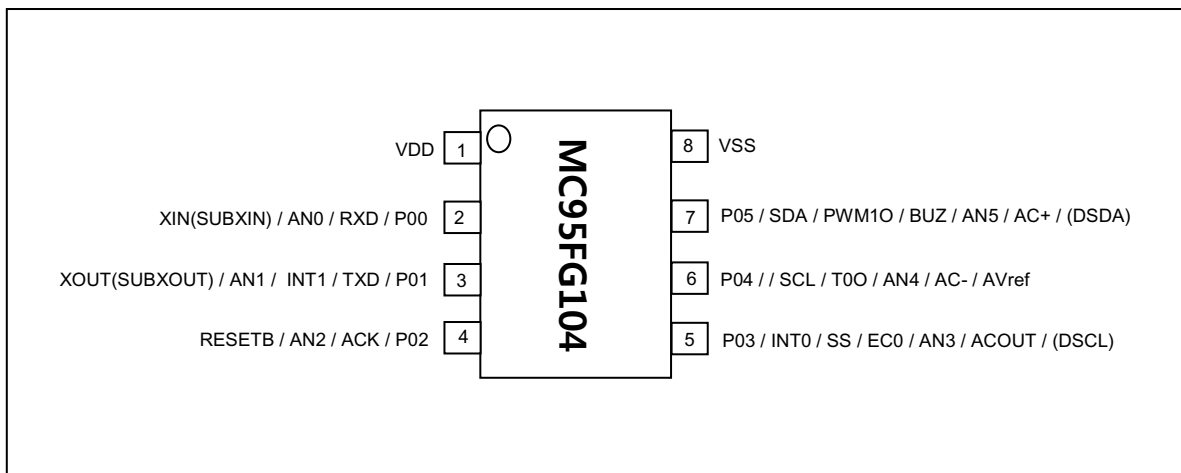 VDD 1
XIN(SUBXIN) / AN0 / RXD / P00 2
XOUT(SUBXOUT) / AN1 / INT1 / TXD / P01 3
RESETB / AN2 / ACK / P02 4
MC95FG104
8 VSS
7 P05 / SDA / PWM1O / BUZ / AN5 / AC+ / (DSDA)
6 P04 / / SCL / T0O / AN4 / AC- / AVref
5 P03 / INT0 / SS / EC0 / AN3 / ACOUT / (DSCL)